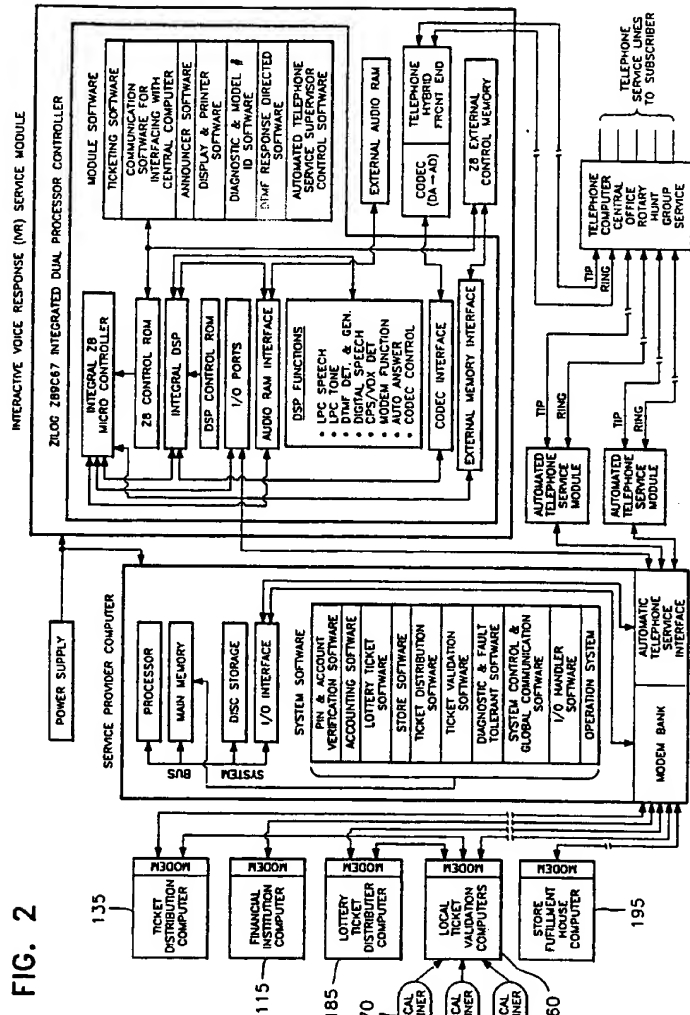 FIG. 2
INTERACTIVE VOICE RESPONSE (IVR) SERVICE MODULE
ZILOG Z89C67 INTEGRATED DUAL PROCESSOR CONTROLLER
INTEGRAL Z8
MICRO CONTROLLER
Z8 CONTROL ROM
INTEGRAL DSP
DSP CONTROL ROM
I/O PORTS
AUDIO RAM INTERFACE
DSP FUNCTIONS
• LPC SPEECH
• LPC TONE
• DTMF DET. & GEN.
• DIGITAL SPEECH
• CPS/VOX DET
• MODEM FUNCTION
• AUTO ANSWER
• CODEC CONTROL
CODEC INTERFACE
EXTERNAL MEMORY INTERFACE
MODULE SOFTWARE
TICKETING SOFTWARE
COMMUNICATION
SOFTWARE FOR
INTERFACING WITH
CENTRAL COMPUTER
ANNOUNCER SOFTWARE
DISPLAY & PRINTER
SOFTWARE
DIAGNOSTIC & MODEL #
ID SOFTWARE
DTMF RESPONSE DIRECTED
SOFTWARE
AUTOMATED TELEPHONE
SERVICE SUPERVISOR
CONTROL SOFTWARE
EXTERNAL AUDIO RAM
CODEC
(DA-AD)
TELEPHONE
HYBRID
FRONT END
Z8 EXTERNAL
CONTROL MEMORY
POWER SUPPLY
SERVICE PROVIDER COMPUTER
PROCESSOR
MAIN MEMORY
DISC STORAGE
I/O INTERFACE
SYSTEM BUS
SYSTEM SOFTWARE
PIN & ACCOUNT
VERIFICATION SOFTWARE
ACCOUNTING SOFTWARE
LOTTERY TICKET
SOFTWARE
STORE SOFTWARE
TICKET DISTRIBUTION
SOFTWARE
TICKET VALIDATION
SOFTWARE
DIAGNOSTIC & FAULT
TOLERANT SOFTWARE
SYSTEM CONTROL &
GLOBAL COMMUNICATION
SOFTWARE
I/O HANDLER
SOFTWARE
OPERATION SYSTEM
MODEM BANK
AUTOMATIC
TELEPHONE
SERVICE
INTERFACE
AUTOMATED
TELEPHONE
SERVICE
MODULE
TIP
RING
AUTOMATED
TELEPHONE
SERVICE
MODULE
TIP
RING
TIP
RING
TELEPHONE
COMPUTER
CENTRAL
OFFICE
ROTARY
HUNT
GROUP
SERVICE
TELEPHONE
SERVICE LINES
TO SUBSCRIBER
135
TICKET
DISTRIBUTION
COMPUTER
MODEM
115
FINANCIAL
INSTITUTION
COMPUTER
MODEM
185
LOTTERY
TICKET
DISTRIBUTER
COMPUTER
MODEM
LOCAL
TICKET
VALIDATION
COMPUTERS
MODEM
STORE
FUFILLMENT
HOUSE
COMPUTER
MODEM
195